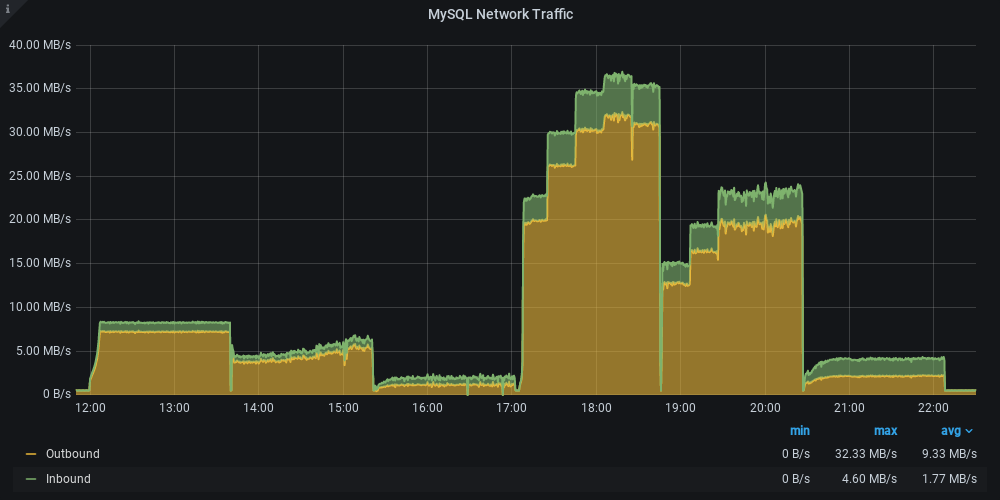 i
MySQL Network Traffic
40.00 MB/s
35.00 MB/s
30.00 MB/s
25.00 MB/s
20.00 MB/s
15.00 MB/s
10.00 MB/s
5.00 MB/s
0 B/s
12:00 13:00 14:00 15:00 16:00 17:00 18:00 19:00 20:00 21:00 22:00
min max avg
Outbound 0 B/s 32.33 MB/s 9.33 MB/s
Inbound 0 B/s 4.60 MB/s 1.77 MB/s